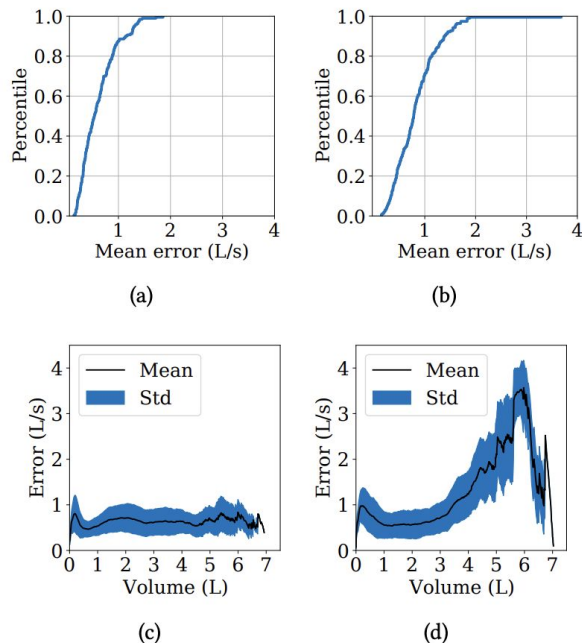 1.0
0.8
0.6
0.4
0.2
0.0
Percentile
1 2 3 4
Mean error (L/s)
(a)
1.0
0.8
0.6
0.4
0.2
0.0
Percentile
1 2 3 4
Mean error (L/s)
(b)
4
3
2
1
0
Error (L/s)
Mean
Std
0 1 2 3 4 5 6 7
Volume (L)
(c)
4
3
2
1
0
Error (L/s)
Mean
Std
0 1 2 3 4 5 6 7
Volume (L)
(d)